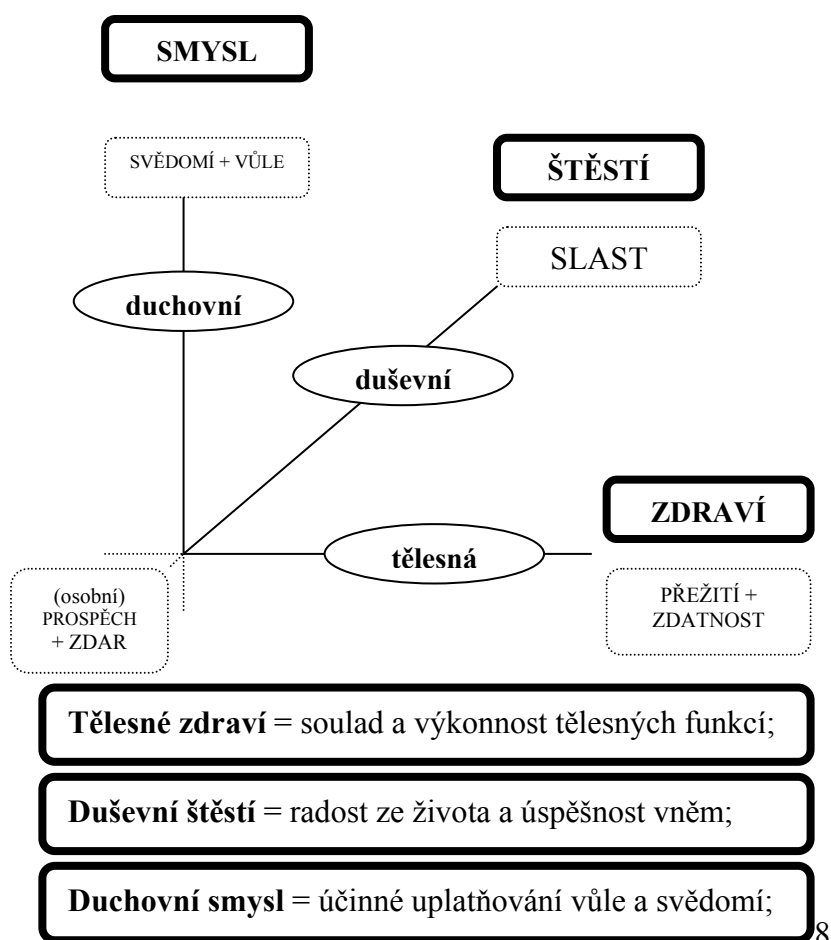 SMYSL
SVĚDOMÍ + VŮLE
ŠTĚSTÍ
SLAST
duchovní
duševní
ZDRAVÍ
tělesná
(osobní)
PROSPĚCH
+ ZDAR
PŘEŽITÍ +
ZDATNOST
Tělesné zdraví = soulad a výkonnost tělesných funkcí;
Duševní štěstí = radost ze života a úspěšnost vněm;
Duchovní smysl = účinné uplatňování vůle a svědomí;
8